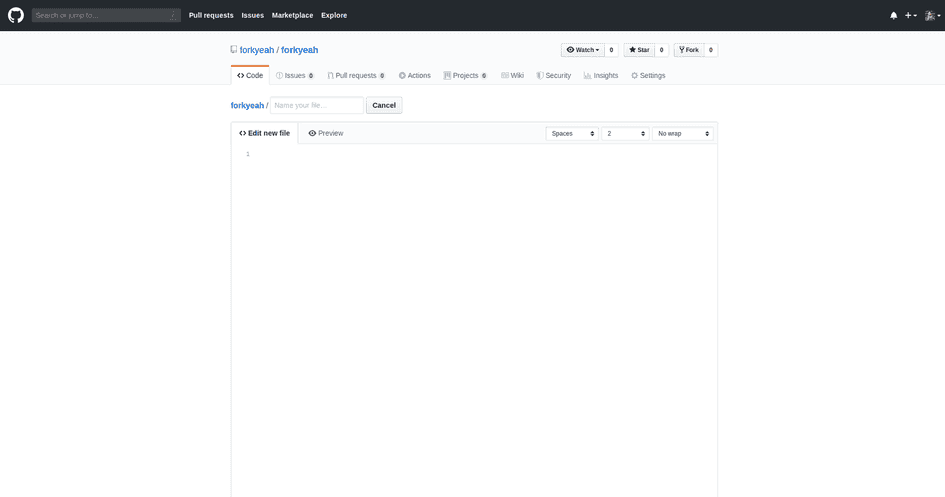 Search or jump to... /
Pull requests Issues Marketplace Explore
forkyeah / forkyeah
Watch 0 Star 0 Fork 0
Code Issues 0 Pull requests 0 Actions Projects 0 Wiki Security Insights Settings
forkyeah / Name your file... Cancel
Edit new file Preview Spaces 2 No wrap
1